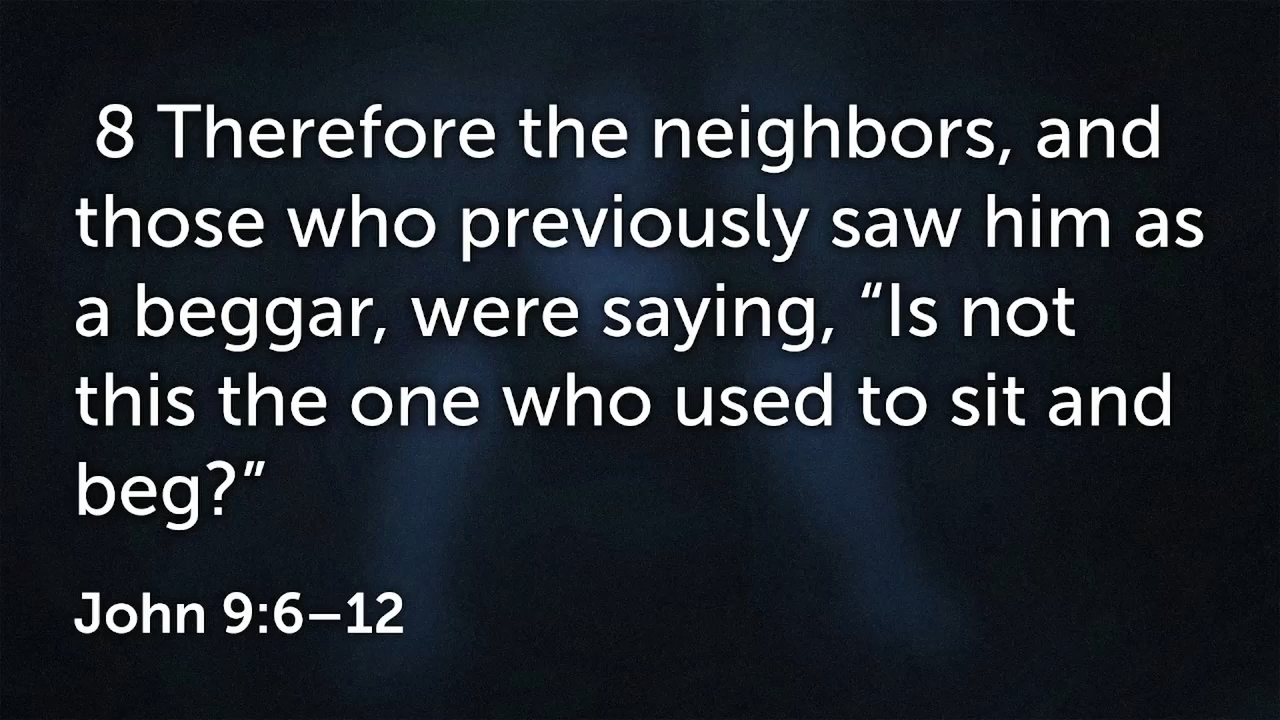 8 Therefore the neighbors, and
those who previously saw him as
a beggar, were saying, “Is not
this the one who used to sit and
beg?”
John 9:6–12